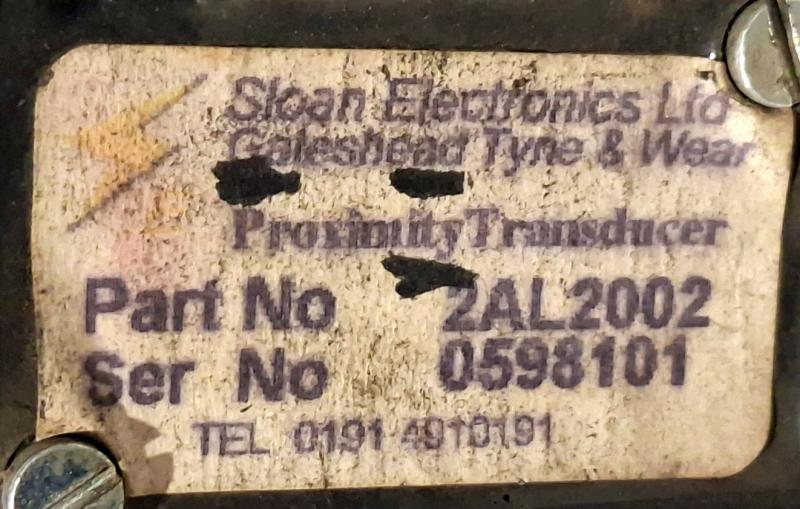 Sloan Electronics Ltd
Gateshead Tyne & Wear
Proximity Transducer
Part No 2AL2002
Ser No 0598101
TEL 0191 4910191